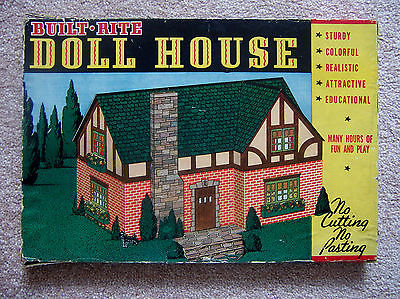 BUILT·RITE
DOLL HOUSE
★ STURDY
★ COLORFUL
★ REALISTIC
★ ATTRACTIVE
★ EDUCATIONAL
MANY HOURS OF
FUN AND PLAY
★
No
Cutting
No
Pasting